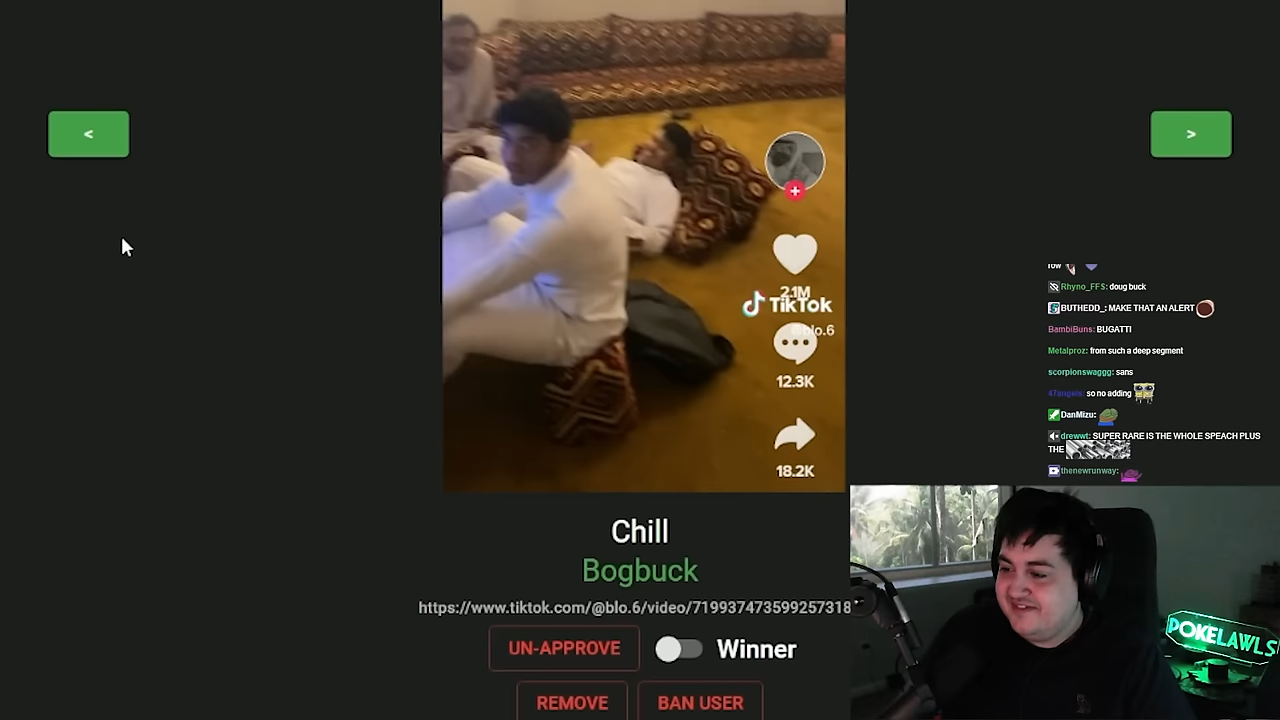 <
>
2.1M
TikTok
@blo.6
12.3K
18.2K
Rhyno_FFS: doug buck
BUTHEDD_: MAKE THAT AN ALERT
BambiBuns: BUGATTI
Metalproz: from such a deep segment
scorpionswaggg: sans
47angels: so no adding
DanMizu:
drewwt: SUPER RARE IS THE WHOLE SPEACH PLUS
THE
thenewrunway:
Chill
Bogbuck
https://www.tiktok.com/@blo.6/video/719937473599257318
UN-APPROVE
Winner
REMOVE
BAN USER
POKELAWLS